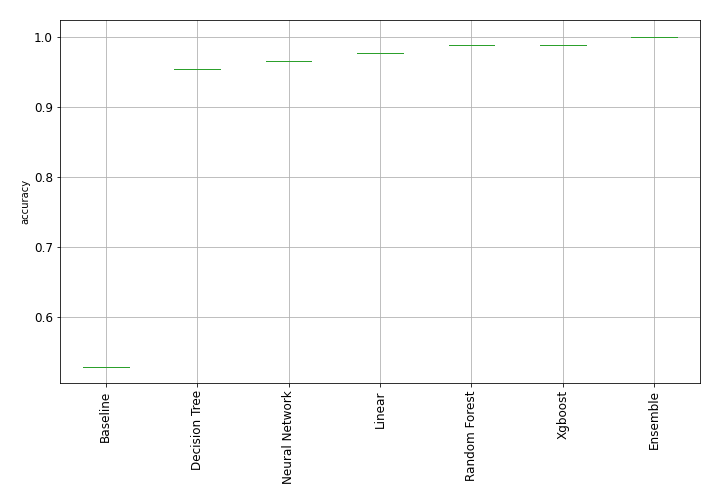 1.0
0.9
0.8
0.7
0.6
accuracy
Baseline
Decision Tree
Neural Network
Linear
Random Forest
Xgboost
Ensemble